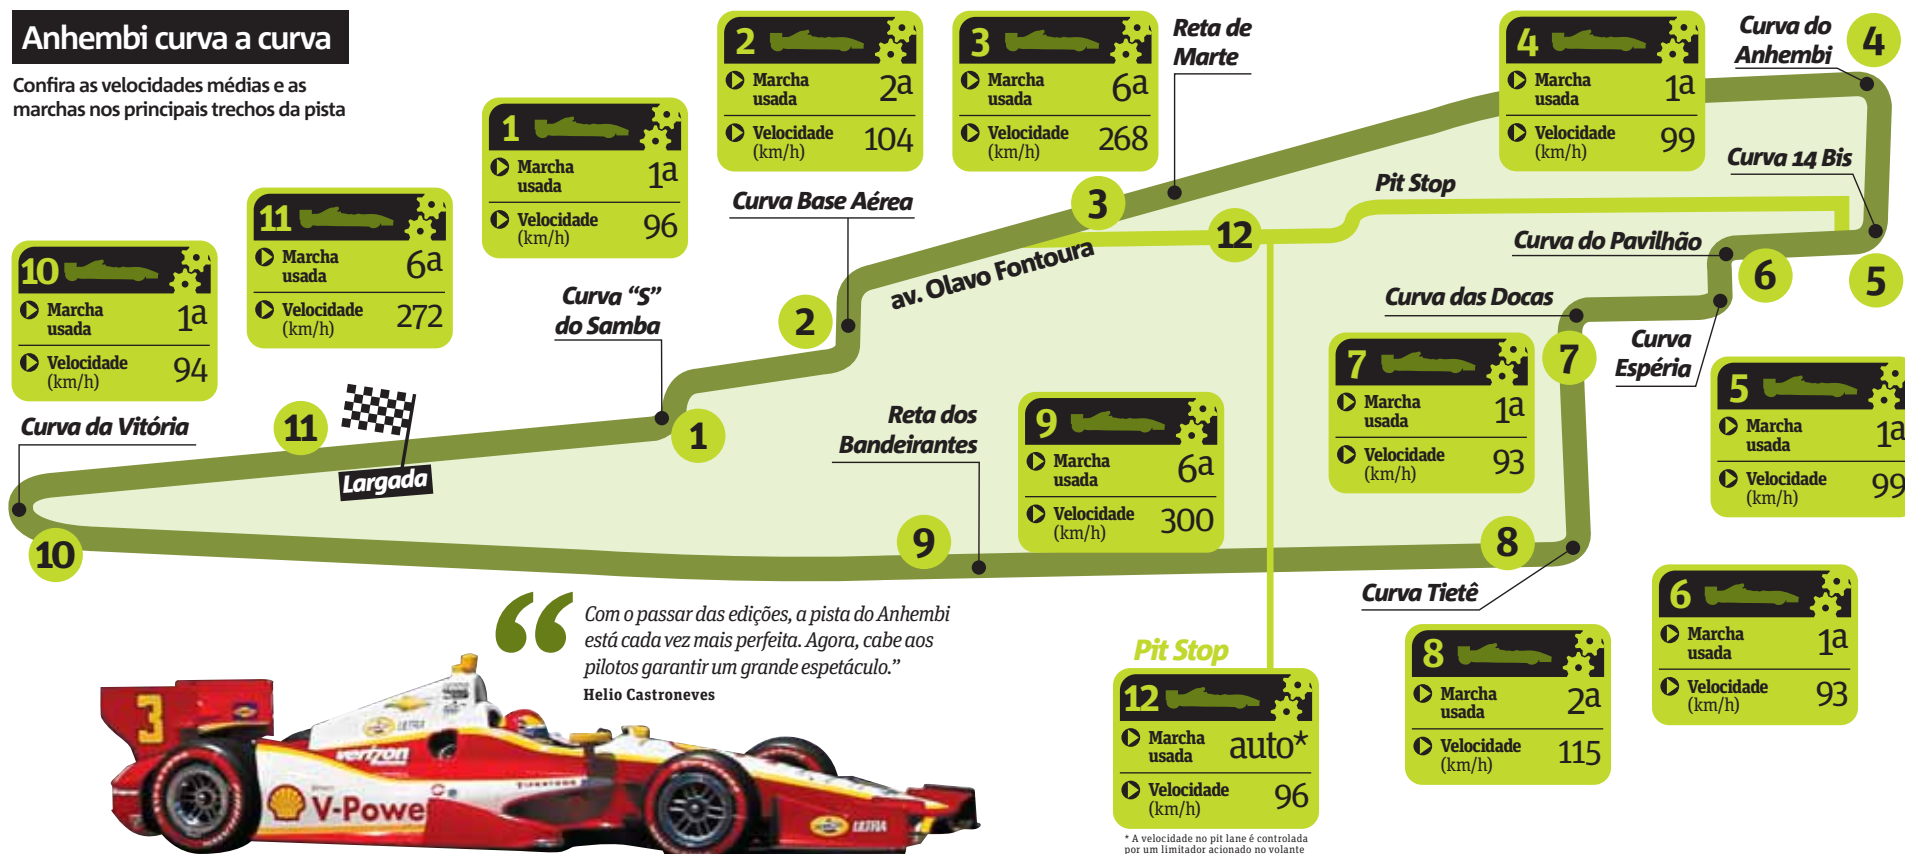 Anhembi curva a curva
Confira as velocidades médias e as
marchas nos principais trechos da pista
10
Marcha
usada
1a
Velocidade
(km/h)
94
11
Marcha
usada
6a
Velocidade
(km/h)
272
1
Marcha
usada
1a
Velocidade
(km/h)
96
2
Marcha
usada
2a
Velocidade
(km/h)
104
3
Marcha
usada
6a
Velocidade
(km/h)
268
Reta de
Marte
4
Marcha
usada
1a
Velocidade
(km/h)
99
Curva do
Anhembi
4
Curva 14 Bis
Pit Stop
Curva Base Aérea
3
12
av. Olavo Fontoura
Curva do Pavilhão
6
5
Curva "S"
do Samba
2
Curva das Docas
7
Curva
Espéria
Curva da Vitória
11
Largada
1
Reta dos
Bandeirantes
9
Marcha
usada
6a
Velocidade
(km/h)
300
7
Marcha
usada
1a
Velocidade
(km/h)
93
5
Marcha
usada
1a
Velocidade
(km/h)
99
10
9
8
Curva Tietê
6
Marcha
usada
1a
Velocidade
(km/h)
93
8
Marcha
usada
2a
Velocidade
(km/h)
115
Pit Stop
12
Marcha
usada
auto*
Velocidade
(km/h)
96
* A velocidade no pit lane é controlada
por um limitador acionado no volante
“
Com o passar das edições, a pista do Anhembi
está cada vez mais perfeita. Agora, cabe aos
pilotos garantir um grande espetáculo.”
Helio Castroneves
3
verizon
V-Power
ULTRA